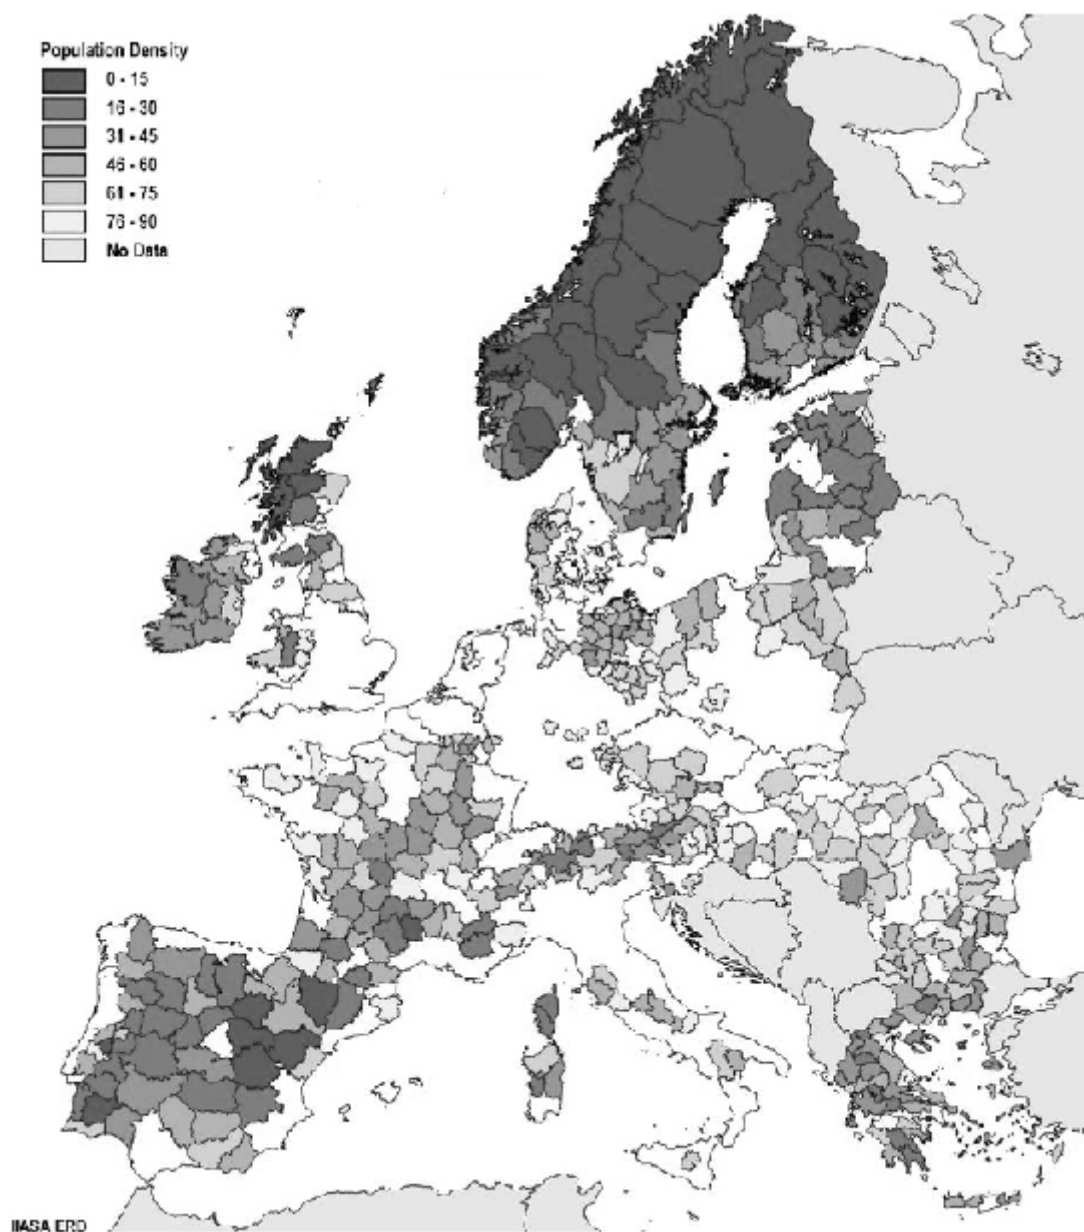 Population Density
0 - 15
16 - 30
31 - 45
46 - 60
61 - 75
76 - 90
No Data
IIASA ERD